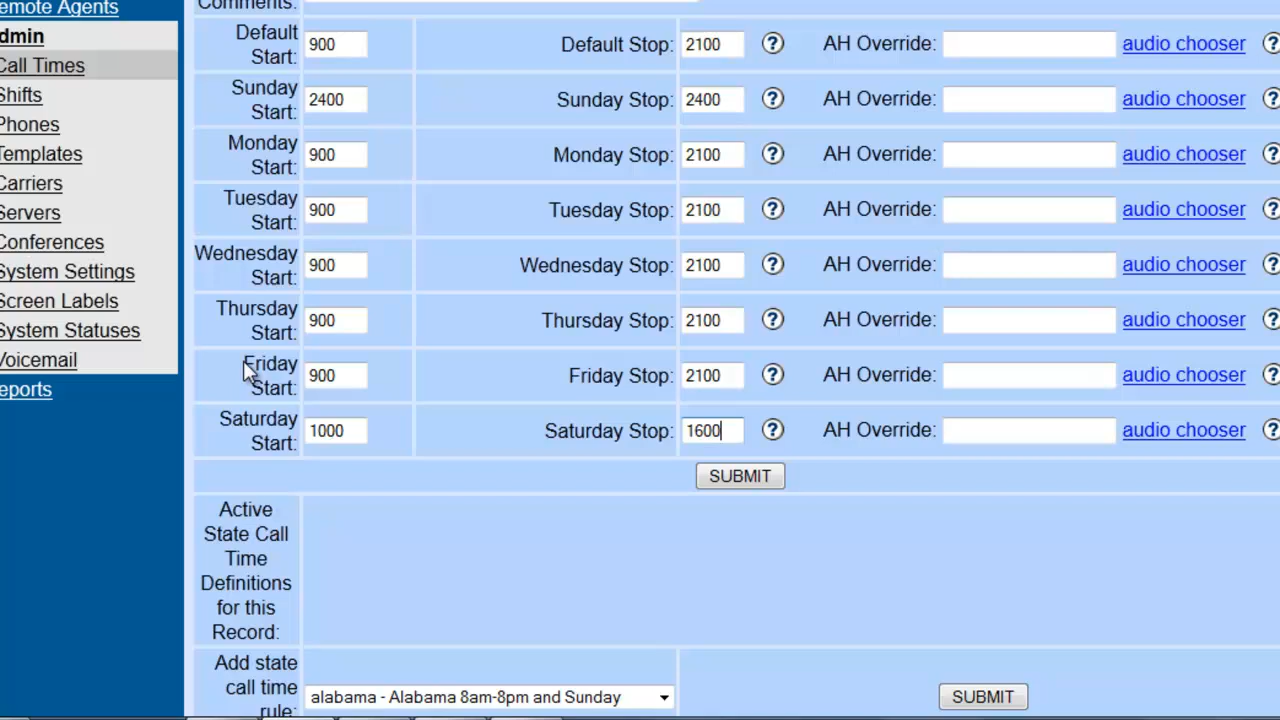 emote Agents
dmin
Call Times
Shifts
Phones
Templates
Carriers
Servers
Conferences
System Settings
Screen Labels
System Statuses
Voicemail
eports
Comments:
Default Start: 900 Default Stop: 2100 ? AH Override: audio chooser ?
Sunday Start: 2400 Sunday Stop: 2400 ? AH Override: audio chooser ?
Monday Start: 900 Monday Stop: 2100 ? AH Override: audio chooser ?
Tuesday Start: 900 Tuesday Stop: 2100 ? AH Override: audio chooser ?
Wednesday Start: 900 Wednesday Stop: 2100 ? AH Override: audio chooser ?
Thursday Start: 900 Thursday Stop: 2100 ? AH Override: audio chooser ?
Friday Start: 900 Friday Stop: 2100 ? AH Override: audio chooser ?
Saturday Start: 1000 Saturday Stop: 1600 ? AH Override: audio chooser ?
SUBMIT
Active
State Call
Time
Definitions
for this
Record:
Add state
call time
rule:
alabama - Alabama 8am-8pm and Sunday
SUBMIT